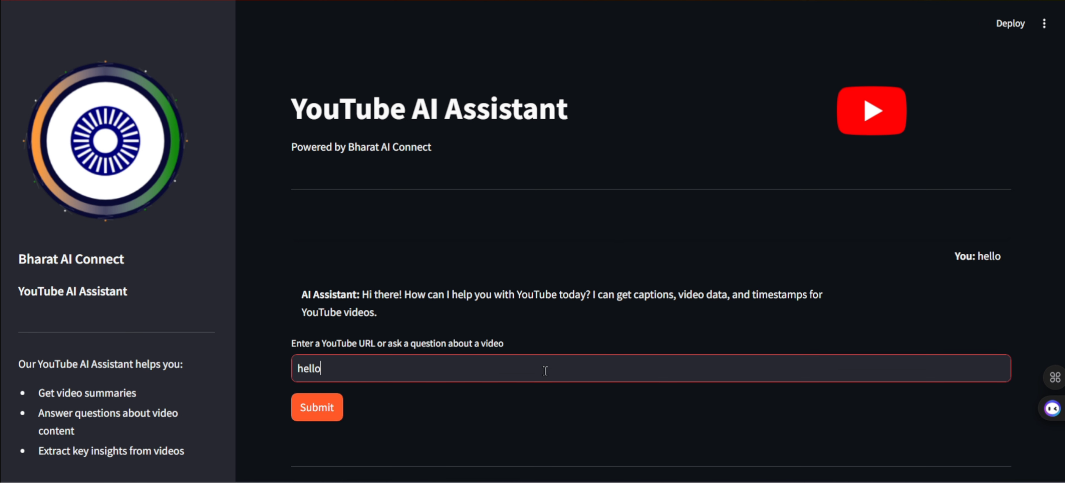 Deploy
YouTube AI Assistant
Powered by Bharat AI Connect
Bharat AI Connect
YouTube AI Assistant
Our YouTube AI Assistant helps you:
Get video summaries
Answer questions about video
content
Extract key insights from videos
You: hello
AI Assistant: Hi there! How can I help you with YouTube today? I can get captions, video data, and timestamps for
YouTube videos.
Enter a YouTube URL or ask a question about a video
hello
Submit